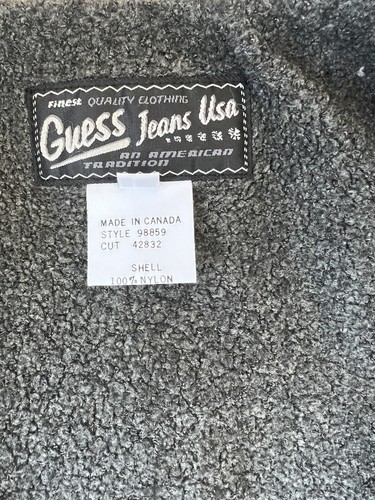 Finest QUALITY CLOTHING
Guess Jeans Usa
AN AMERICAN
TRADITION
MADE IN CANADA
STYLE 98859
CUT 42832
SHELL
100% NYLON